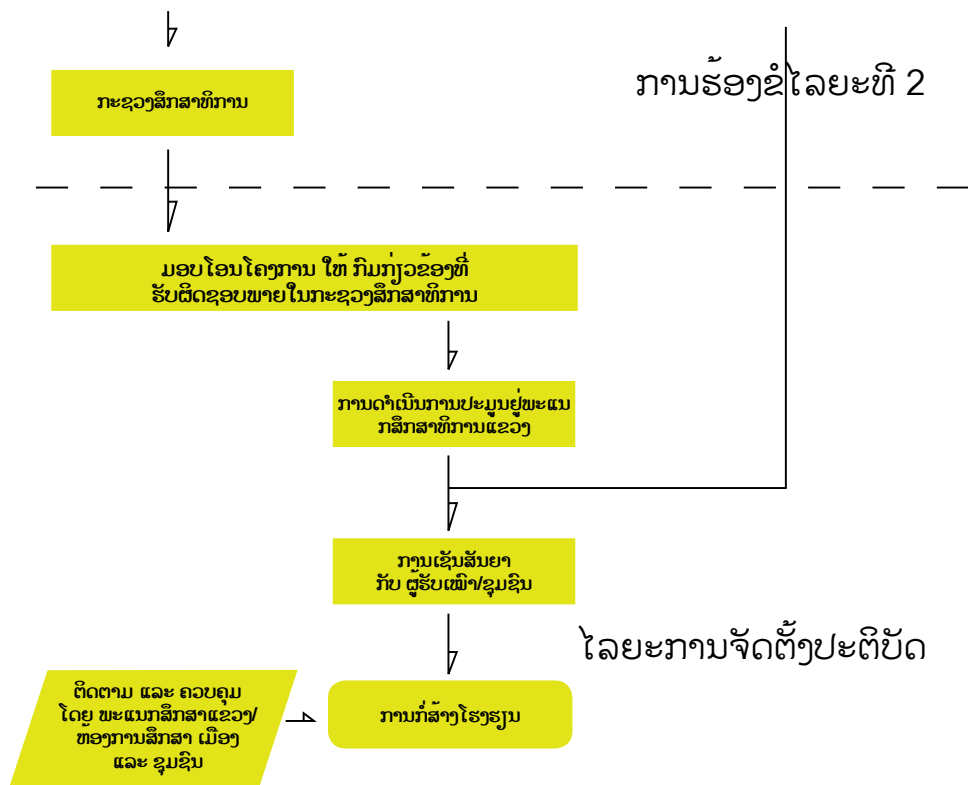 ການຮ້ອງຂໍໄລຍະທີ 2
ກະຊວງສຶກສາທິການ
ມອບໂອນໂຄງການ ໃຫ້ ກົມກ່ຽວຂ້ອງທີ່
ຮັບຜິດຊອບພາຍໃນກະຊວງສຶກສາທິການ
ການດຳເນີນການປະມູນຢູ່ພະແນ
ກສຶກສາທິການແຂວງ
ການເຊັນສັນຍາ
ກັບ ຜູ້ຮັບເໝົາ/ຊຸມຊົນ
ໄລຍະການຈັດຕັ້ງປະຕິບັດ
ຕິດຕາມ ແລະ ຄວບຄຸມ
ໂດຍ ພະແນກສຶກສາແຂວງ/
ຫ້ອງການສຶກສາ ເມືອງ
ແລະ ຊຸມຊົນ
ການກໍ່ສ້າງໂຮງຮຽນ